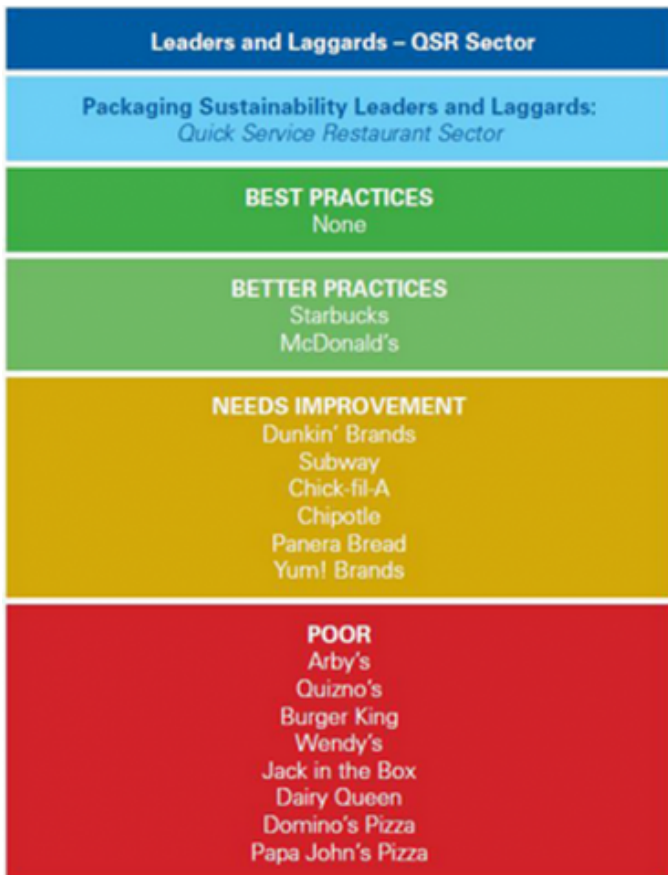 Leaders and Laggards – QSR Sector
Packaging Sustainability Leaders and Laggards:
Quick Service Restaurant Sector
BEST PRACTICES
None
BETTER PRACTICES
Starbucks
McDonald's
NEEDS IMPROVEMENT
Dunkin' Brands
Subway
Chick-fil-A
Chipotle
Panera Bread
Yum! Brands
POOR
Arby's
Quizno's
Burger King
Wendy's
Jack in the Box
Dairy Queen
Domino's Pizza
Papa John's Pizza